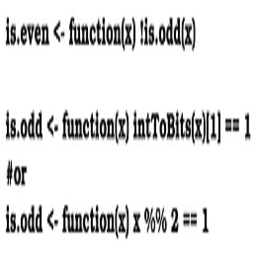 is.even <- function(x) !is.odd(x)
is.odd <- function(x) intToBits(x)[1] == 1
#or
is.odd <- function(x) x %% 2 == 1